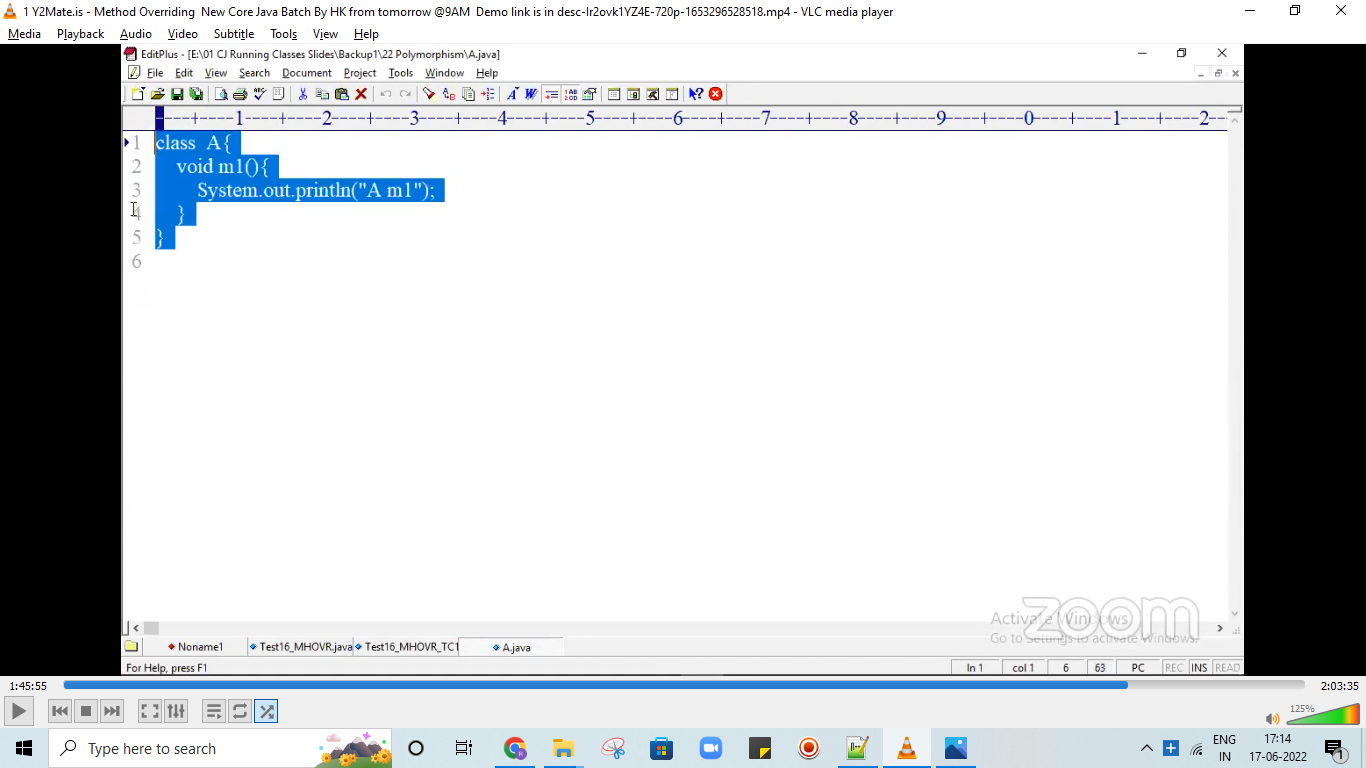 1 Y2Mate.is - Method Overriding  New Core Java Batch By HK from tomorrow @9AM  Demo link is in desc-Ir2ovk1YZ4E-720p-1653296528518.mp4 - VLC media player
Media Playback Audio Video Subtitle Tools View Help
EditPlus - [E:\01 CJ Running Classes Slides\Backup1\22 Polymorphism\A.java]
File Edit View Search Document Project Tools Window Help
----+----1----+----2----+----3----+----4----+----5----+----6----+----7----+----8----+----9----+----0----+----1----+----2--
1 class  A{
2 void m1(){
3 System.out.println("A m1");
4 }
5 }
6
zoom
Activate Windows
Go to Settings to activate Windows.
Noname1 Test16_MHOVR.java Test16_MHOVR_TC1 A.java
For Help, press F1 ln 1 col 1 6 63 PC REC INS READ
1:45:55 2:03:35
125%
Type here to search
ENG
IN
17:14
17-06-2022
1